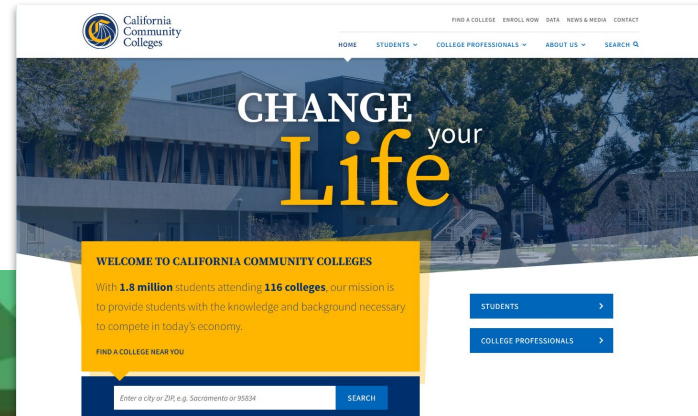 California
Community
Colleges
FIND A COLLEGE ENROLL NOW DATA NEWS & MEDIA CONTACT
HOME STUDENTS COLLEGE PROFESSIONALS ABOUT US SEARCH
CHANGE
your
Life
WELCOME TO CALIFORNIA COMMUNITY COLLEGES
With 1.8 million students attending 116 colleges, our mission is
to provide students with the knowledge and background necessary
to compete in today's economy.
FIND A COLLEGE NEAR YOU
Enter a city or ZIP, e.g. Sacramento or 95834 SEARCH
STUDENTS
COLLEGE PROFESSIONALS